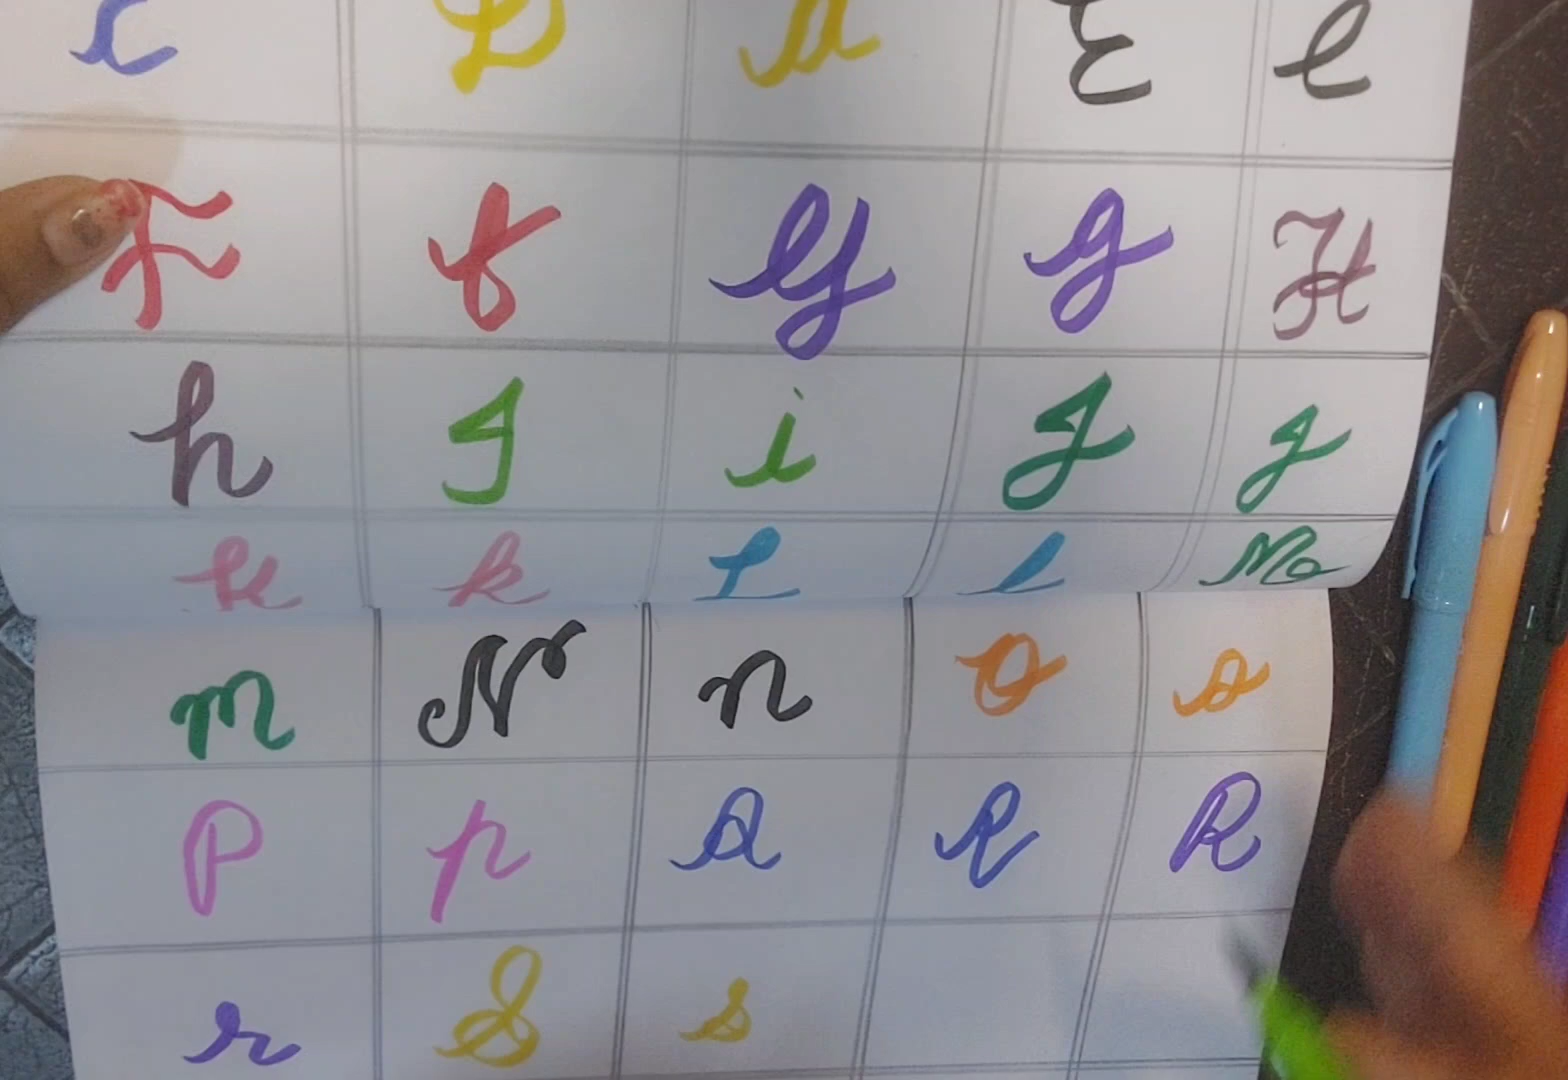 c D d E e
F f G g H
h I i J j
K k L l M
m N n O o
P p Q q R
r S s